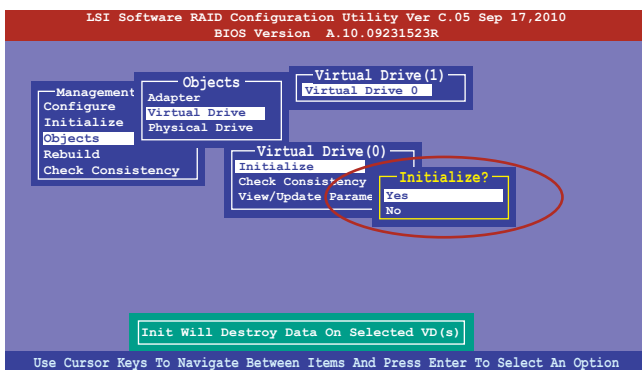 LSI Software RAID Configuration Utility Ver C.05 Sep 17,2010
BIOS Version A.10.09231523R
Management
Configure
Initialize
Objects
Rebuild
Check Consistency
Objects
Adapter
Virtual Drive
Physical Drive
Virtual Drive(1)
Virtual Drive 0
Virtual Drive(0)
Initialize
Check Consistency
View/Update Parame
Initialize?
Yes
No
Init Will Destroy Data On Selected VD(s)
Use Cursor Keys To Navigate Between Items And Press Enter To Select An Option